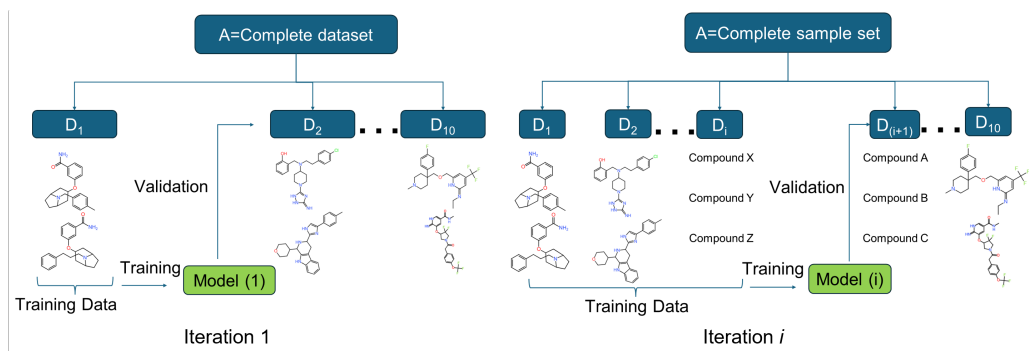 A=Complete dataset
D1
D2
D10
Validation
Training
Model (1)
Training Data
Iteration 1
A=Complete sample set
D1
D2
Di
D(i+1)
D10
Compound X
Compound A
Validation
Compound Y
Compound B
Compound Z
Compound C
Training
Model (i)
Training Data
Iteration i